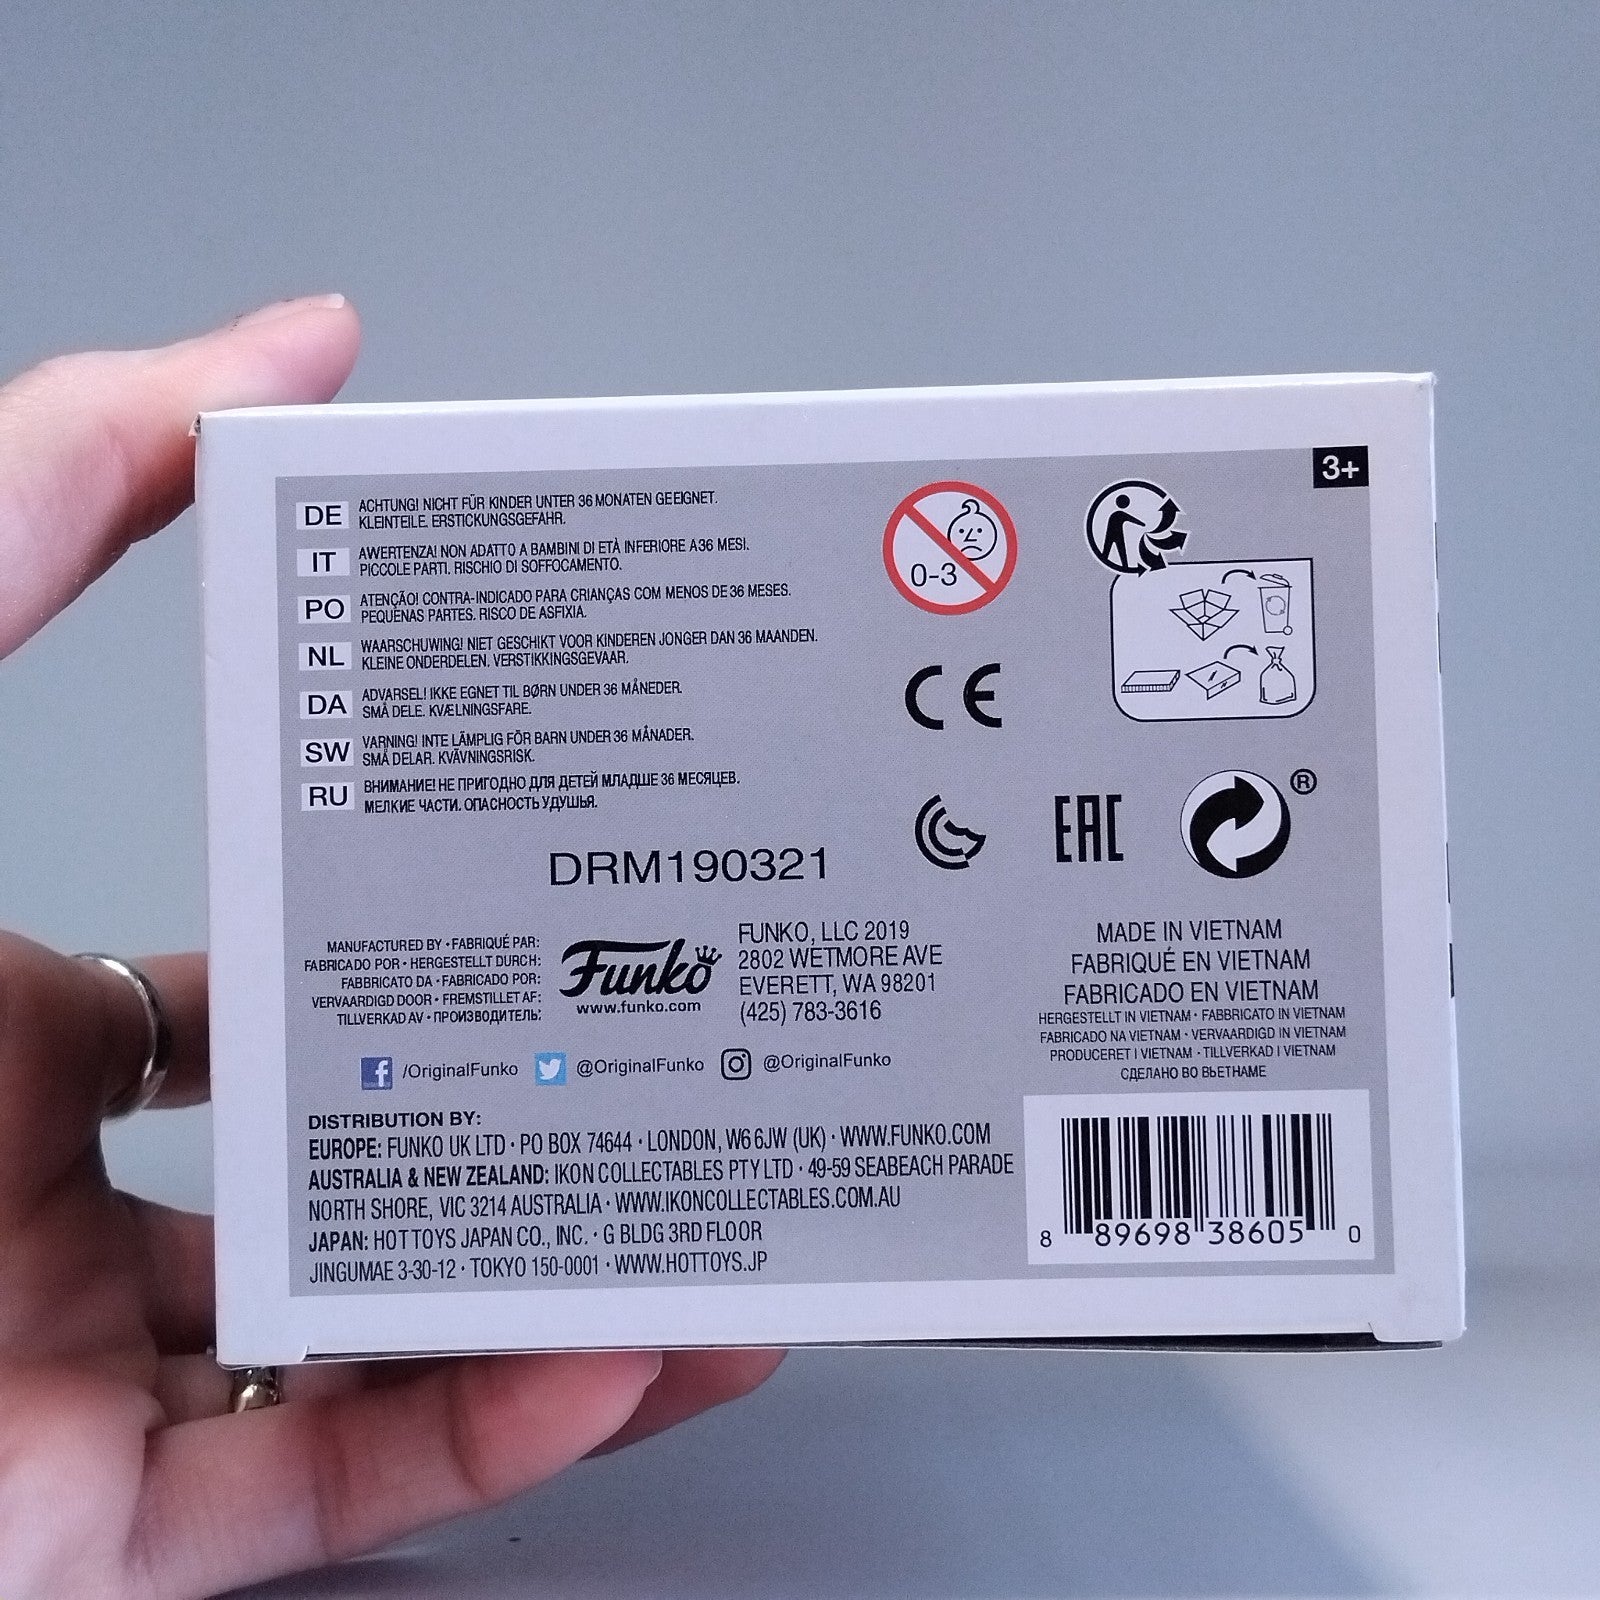 3+
DE ACHTUNG! NICHT FÜR KINDER UNTER 36 MONATEN GEEIGNET.
KLEINTEILE. ERSTICKUNGSGEFAHR.
IT AWERTENZA! NON ADATTO A BAMBINI DI ETÀ INFERIORE A36 MESI.
PICCOLE PARTI. RISCHIO DI SOFFOCAMENTO.
PO ATENÇÃO! CONTRA-INDICADO PARA CRIANÇAS COM MENOS DE 36 MESES.
PEQUENAS PARTES. RISCO DE ASFIXIA.
NL WAARSCHUWING! NIET GESCHIKT VOOR KINDEREN JONGER DAN 36 MAANDEN.
KLEINE ONDERDELEN. VERSTIKKINGSGEVAAR.
DA ADVARSEL! IKKE EGNET TIL BØRN UNDER 36 MÅNEDER.
SMÅ DELE. KVÆLNINGSFARE.
SW VARNING! INTE LÄMPLIG FÖR BARN UNDER 36 MÅNADER.
SMÅ DELAR. KVÄVNINGSRISK.
RU ВНИМАНИЕ! НЕ ПРИГОДНО ДЛЯ ДЕТЕЙ МЛАДШЕ 36 МЕСЯЦЕВ.
МЕЛКИЕ ЧАСТИ. ОПАСНОСТЬ УДУШЬЯ.
0-3
CE
EAC
®
DRM190321
MANUFACTURED BY • FABRIQUÉ PAR:
FABRICADO POR • HERGESTELLT DURCH:
FABBRICATO DA • FABRICADO POR:
VERVAARDIGD DOOR • FREMSTILLET AF:
TILLVERKAD AV • ПРОИЗВОДИТЕЛЬ:
Funko
www.funko.com
FUNKO, LLC 2019
2802 WETMORE AVE
EVERETT, WA 98201
(425) 783-3616
MADE IN VIETNAM
FABRIQUÉ EN VIETNAM
FABRICADO EN VIETNAM
HERGESTELLT IN VIETNAM • FABBRICATO IN VIETNAM
FABRICADO NA VIETNAM • VERVAARDIGD IN VIETNAM
PRODUCERET I VIETNAM • TILLVERKAD I VIETNAM
СДЕЛАНО ВО ВЬЕТНАМЕ
f /OriginalFunko @OriginalFunko @OriginalFunko
DISTRIBUTION BY:
EUROPE: FUNKO UK LTD • PO BOX 74644 • LONDON, W6 6JW (UK) • WWW.FUNKO.COM
AUSTRALIA & NEW ZEALAND: IKON COLLECTABLES PTY LTD • 49-59 SEABEACH PARADE
NORTH SHORE, VIC 3214 AUSTRALIA • WWW.IKONCOLLECTABLES.COM.AU
JAPAN: HOT TOYS JAPAN CO., INC. • G BLDG 3RD FLOOR
JINGUMAE 3-30-12 • TOKYO 150-0001 • WWW.HOTTOYS.JP
8 89698 38605 0